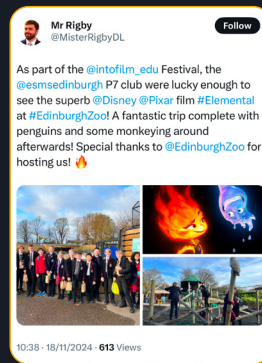 Mr Rigby
@MisterRigbyDL
Follow
As part of the @intofilm_edu Festival, the
@esmsedinburgh P7 club were lucky enough to
see the superb @Disney @Pixar film #Elemental
at #EdinburghZoo! A fantastic trip complete with
penguins and some monkeying around
afterwards! Special thanks to @EdinburghZoo for
hosting us! 🔥
10:38 · 18/11/2024 · 613 Views